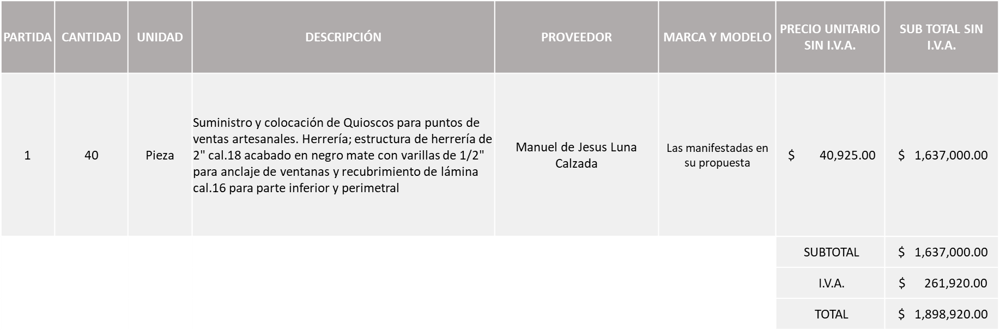 PARTIDA CANTIDAD UNIDAD DESCRIPCIÓN PROVEEDOR MARCA Y MODELO PRECIO UNITARIO SIN I.V.A. SUB TOTAL SIN I.V.A.
1 40 Pieza
Suministro y colocación de Quioscos para puntos de
ventas artesanales. Herrería; estructura de herrería de
2" cal.18 acabado en negro mate con varillas de 1/2"
para anclaje de ventanas y recubrimiento de lámina
cal.16 para parte inferior y perimetral
Manuel de Jesus Luna
Calzada
Las manifestadas en
su propuesta
$ 40,925.00 $ 1,637,000.00
SUBTOTAL $ 1,637,000.00
I.V.A. $ 261,920.00
TOTAL $ 1,898,920.00